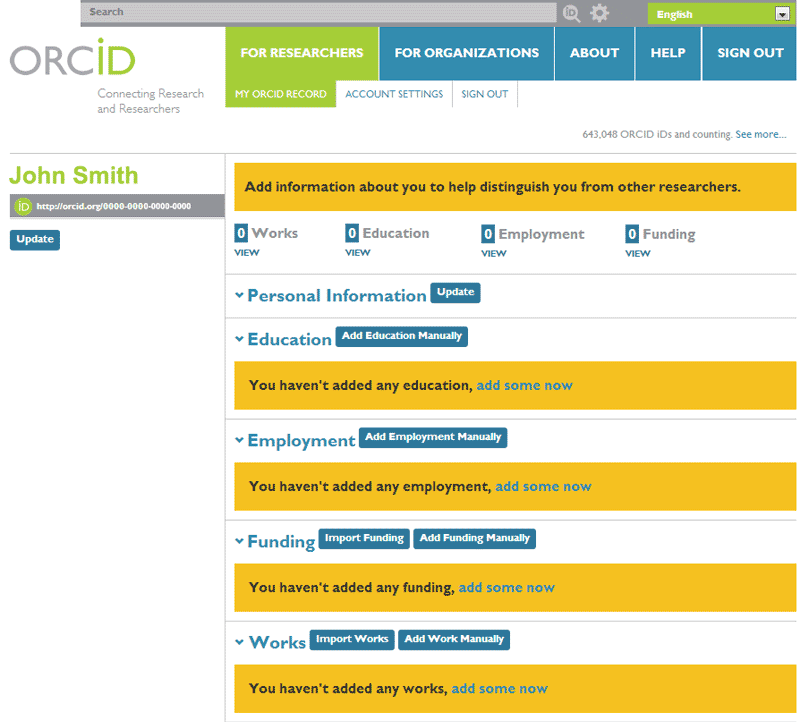 Search
iD
English
ORCiD
Connecting Research
and Researchers
FOR RESEARCHERS
FOR ORGANIZATIONS
ABOUT
HELP
SIGN OUT
MY ORCID RECORD
ACCOUNT SETTINGS
SIGN OUT
643,048 ORCID iDs and counting. See more...
John Smith
iD http://orcid.org/0000-0000-0000-0000
Update
Add information about you to help distinguish you from other researchers.
0 Works
VIEW
0 Education
VIEW
0 Employment
VIEW
0 Funding
VIEW
Personal Information Update
Education Add Education Manually
You haven't added any education, add some now
Employment Add Employment Manually
You haven't added any employment, add some now
Funding Import Funding Add Funding Manually
You haven't added any funding, add some now
Works Import Works Add Work Manually
You haven't added any works, add some now